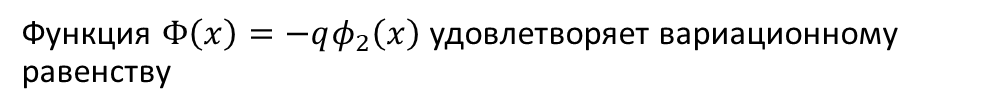 Функция Φ(x) = −qϕ₂(x) удовлетворяет вариационному
равенству